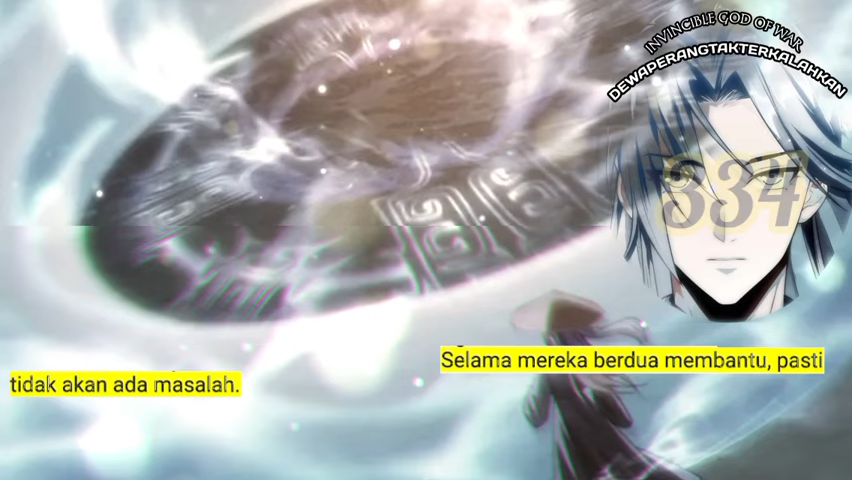 INVINCIBLE GOD OF WAR
DEWAPERANGTAKTERKALAHKAN
334
Selama mereka berdua membantu, pasti
tidak akan ada masalah.